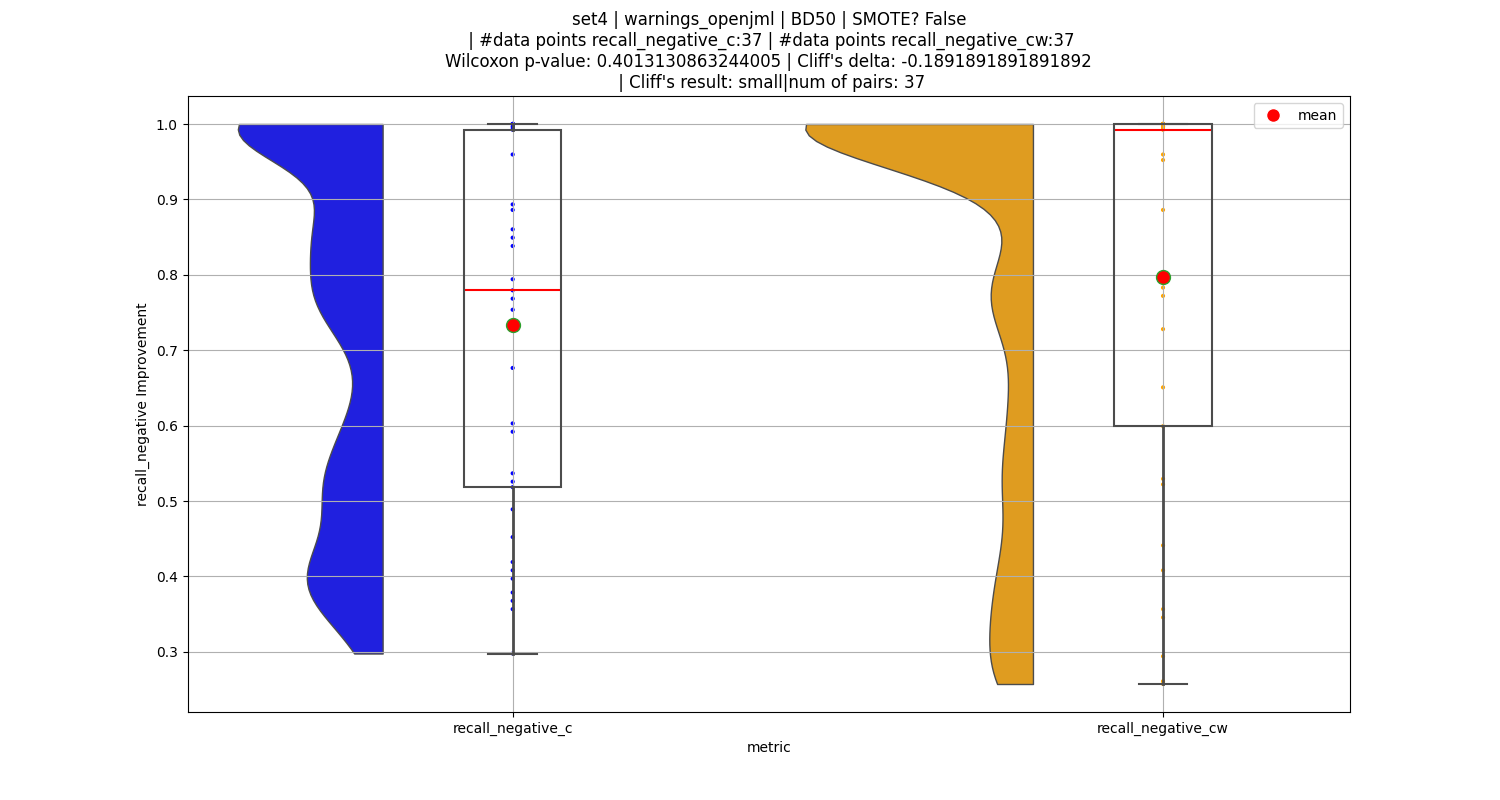 set4 | warnings_openjml | BD50 | SMOTE? False
| #data points recall_negative_c:37 | #data points recall_negative_cw:37
Wilcoxon p-value: 0.4013130863244005 | Cliff's delta: -0.1891891891891892
| Cliff's result: small|num of pairs: 37
mean
1.0
0.9
0.8
0.7
0.6
0.5
0.4
0.3
recall_negative Improvement
recall_negative_c
recall_negative_cw
metric